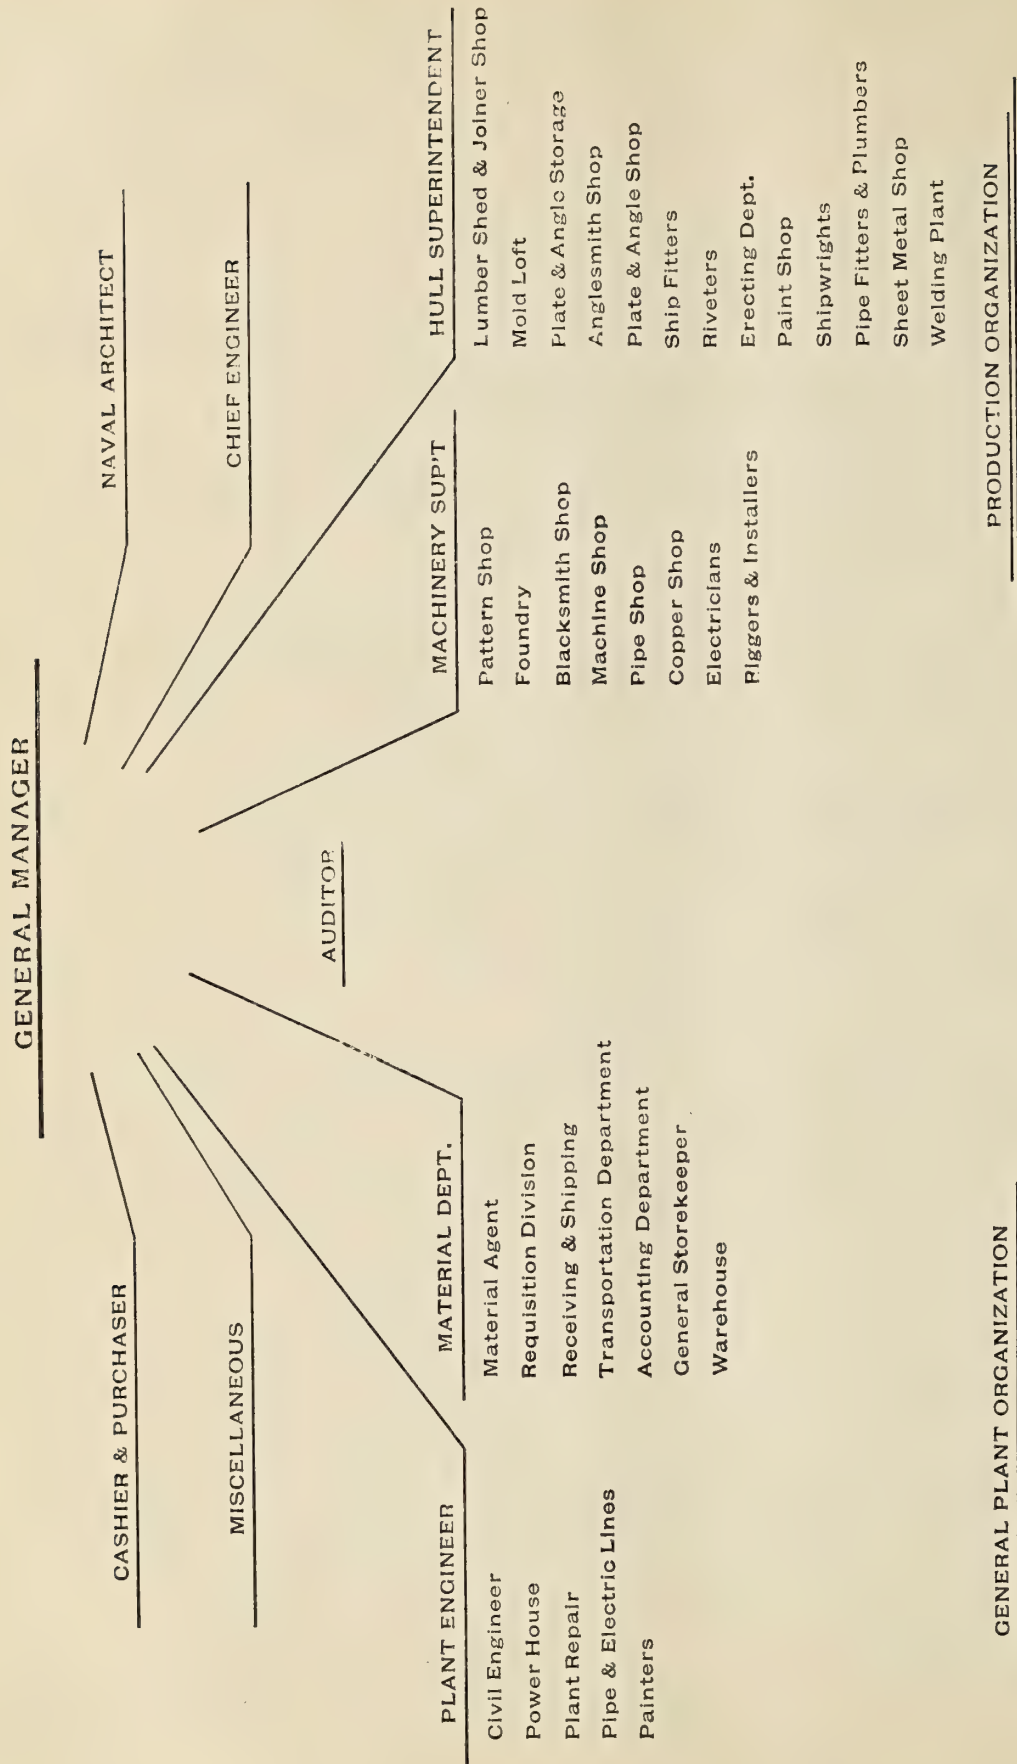 GENERAL MANAGER
CASHIER & PURCHASER
NAVAL ARCHITECT
MISCELLANEOUS
CHIEF ENGINEER
AUDITOR
PLANT ENGINEER
Civil Engineer
Power House
Plant Repair
Pipe & Electric Lines
Painters
MATERIAL DEPT.
Material Agent
Requisition Division
Receiving & Shipping
Transportation Department
Accounting Department
General Storekeeper
Warehouse
MACHINERY SUP'T
Pattern Shop
Foundry
Blacksmith Shop
Machine Shop
Pipe Shop
Copper Shop
Electricians
Riggers & Installers
HULL SUPERINTENDENT
Lumber Shed & Joiner Shop
Mold Loft
Plate & Angle Storage
Anglesmith Shop
Plate & Angle Shop
Ship Fitters
Riveters
Erecting Dept.
Paint Shop
Shipwrights
Pipe Fitters & Plumbers
Sheet Metal Shop
Welding Plant
GENERAL PLANT ORGANIZATION
PRODUCTION ORGANIZATION